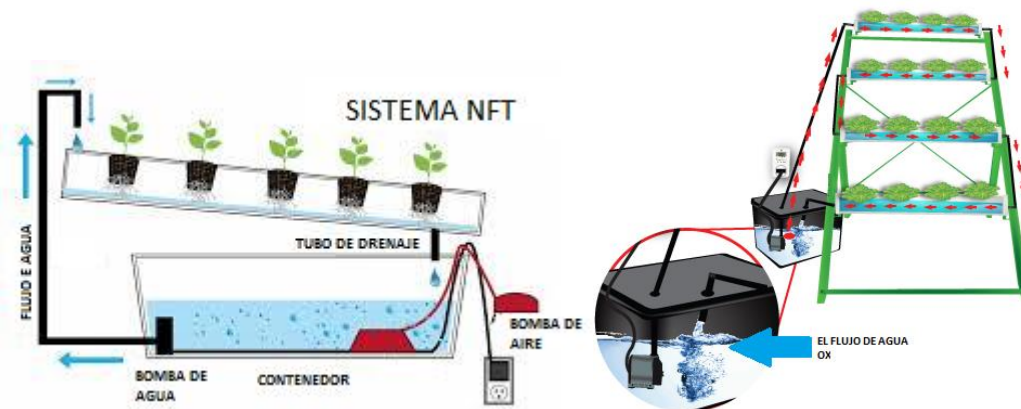 SISTEMA NFT
FLUJO E AGUA
TUBO DE DRENAJE
BOMBA DE
AIRE
BOMBA DE
AGUA
CONTENEDOR
EL FLUJO DE AGUA
OX